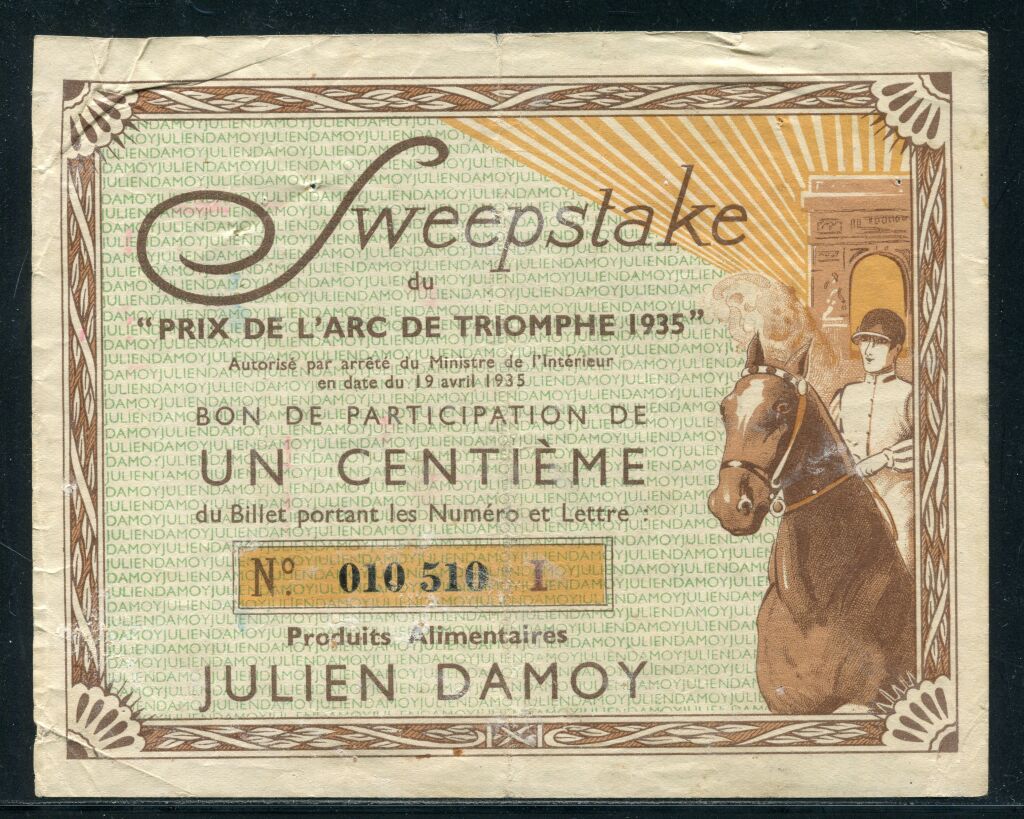 Sweepstake
du
"PRIX DE L'ARC DE TRIOMPHE 1935"
Autorisé par arrêté du Ministre de l'Intérieur
en date du 19 avril 1935
BON DE PARTICIPATION DE
UN CENTIÈME
du Billet portant les Numéro et Lettre :
Nº 010 510 I
Produits Alimentaires
JULIEN DAMOY